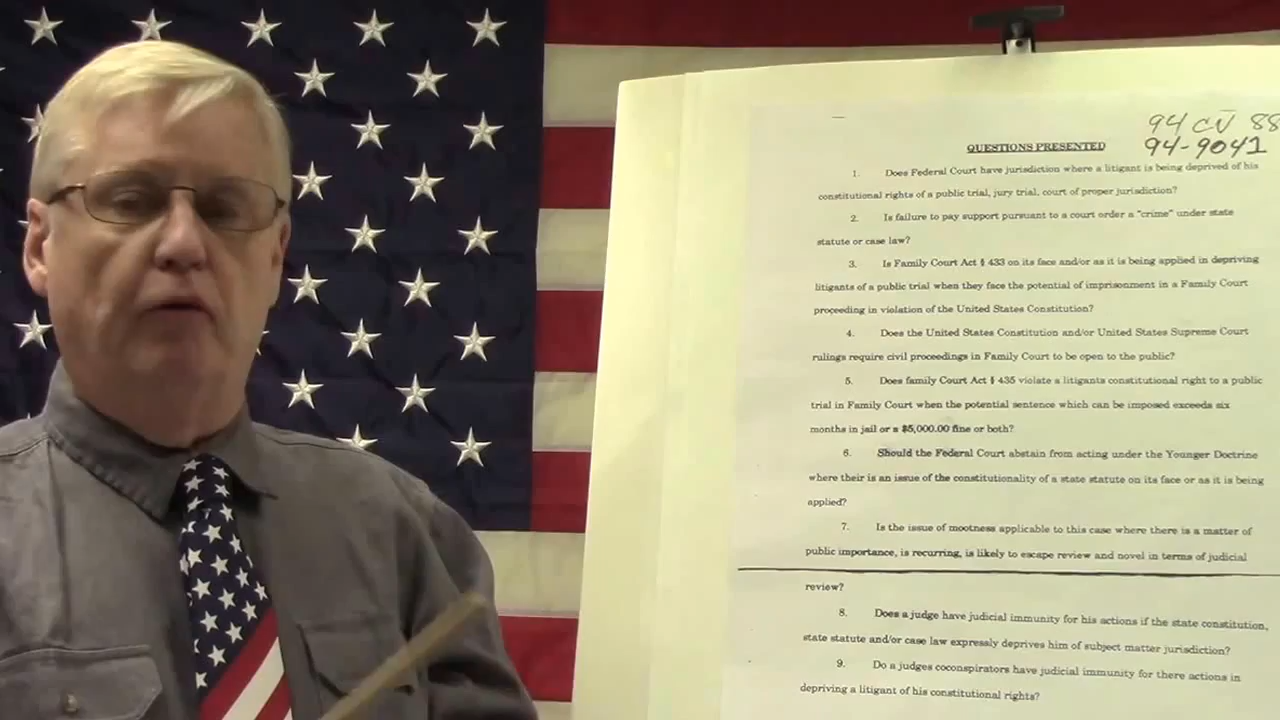 94 CV 88
QUESTIONS PRESENTED 94-9041
1. Does Federal Court have jurisdiction where a litigant is being deprived of his
constitutional rights of a public trial, jury trial, court of proper jurisdiction?
2. Is failure to pay support pursuant to a court order a "crime" under state
statute or case law?
3. Is Family Court Act § 433 on its face and/or as it is being applied in depriving
litigants of a public trial when they face the potential of imprisonment in a Family Court
proceeding in violation of the United States Constitution?
4. Does the United States Constitution and/or United States Supreme Court
rulings require civil proceedings in Family Court to be open to the public?
5. Does family Court Act § 435 violate a litigants constitutional right to a public
trial in Family Court when the potential sentence which can be imposed exceeds six
months in jail or a $5,000.00 fine or both?
6. Should the Federal Court abstain from acting under the Younger Doctrine
where their is an issue of the constitutionality of a state statute on its face or as it is being
applied?
7. Is the issue of mootness applicable to this case where there is a matter of
public importance, is recurring, is likely to escape review and novel in terms of judicial
review?
8. Does a judge have judicial immunity for his actions if the state constitution,
state statute and/or case law expressly deprives him of subject matter jurisdiction?
9. Do a judges coconspirators have judicial immunity for there actions in
depriving a litigant of his constitutional rights?